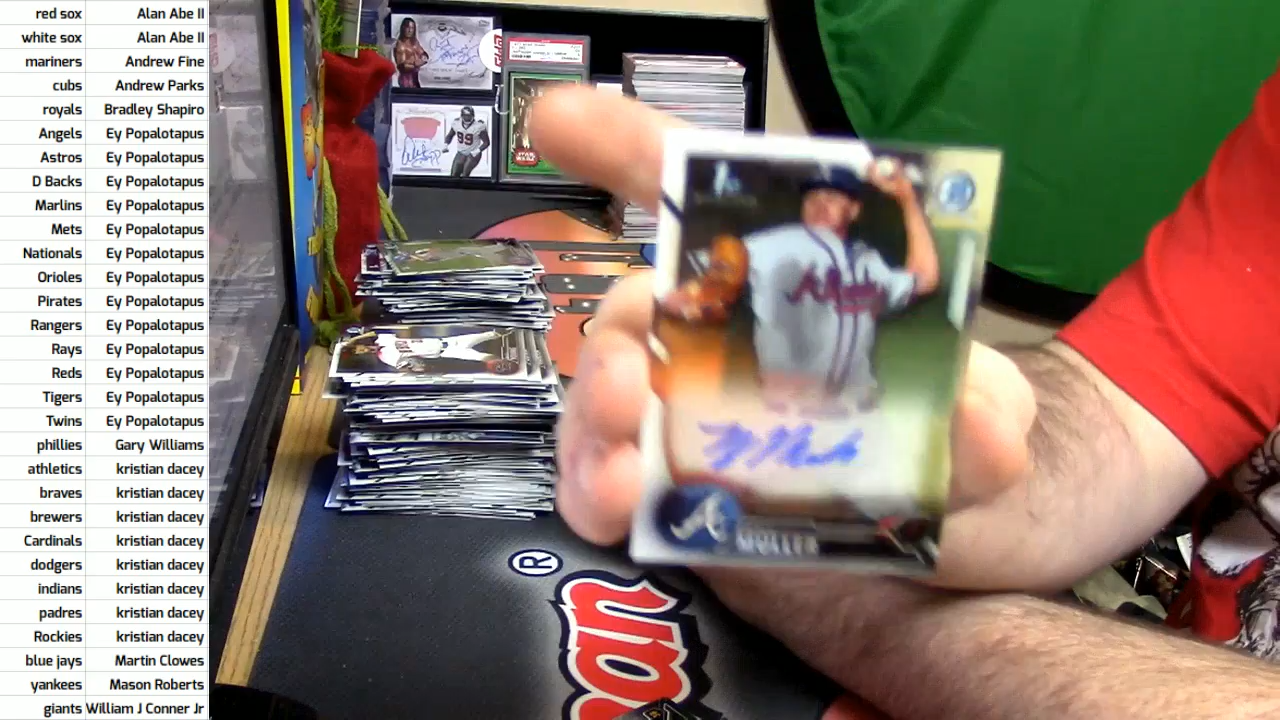 red sox Alan Abe II
white sox Alan Abe II
mariners Andrew Fine
cubs Andrew Parks
royals Bradley Shapiro
Angels Ey Popalotapus
Astros Ey Popalotapus
D Backs Ey Popalotapus
Marlins Ey Popalotapus
Mets Ey Popalotapus
Nationals Ey Popalotapus
Orioles Ey Popalotapus
Pirates Ey Popalotapus
Rangers Ey Popalotapus
Rays Ey Popalotapus
Reds Ey Popalotapus
Tigers Ey Popalotapus
Twins Ey Popalotapus
phillies Gary Williams
athletics kristian dacey
braves kristian dacey
brewers kristian dacey
Cardinals kristian dacey
dodgers kristian dacey
indians kristian dacey
padres kristian dacey
Rockies kristian dacey
blue jays Martin Clowes
yankees Mason Roberts
giants William J Conner Jr
STAR WARS
99
1st
MULLER
®